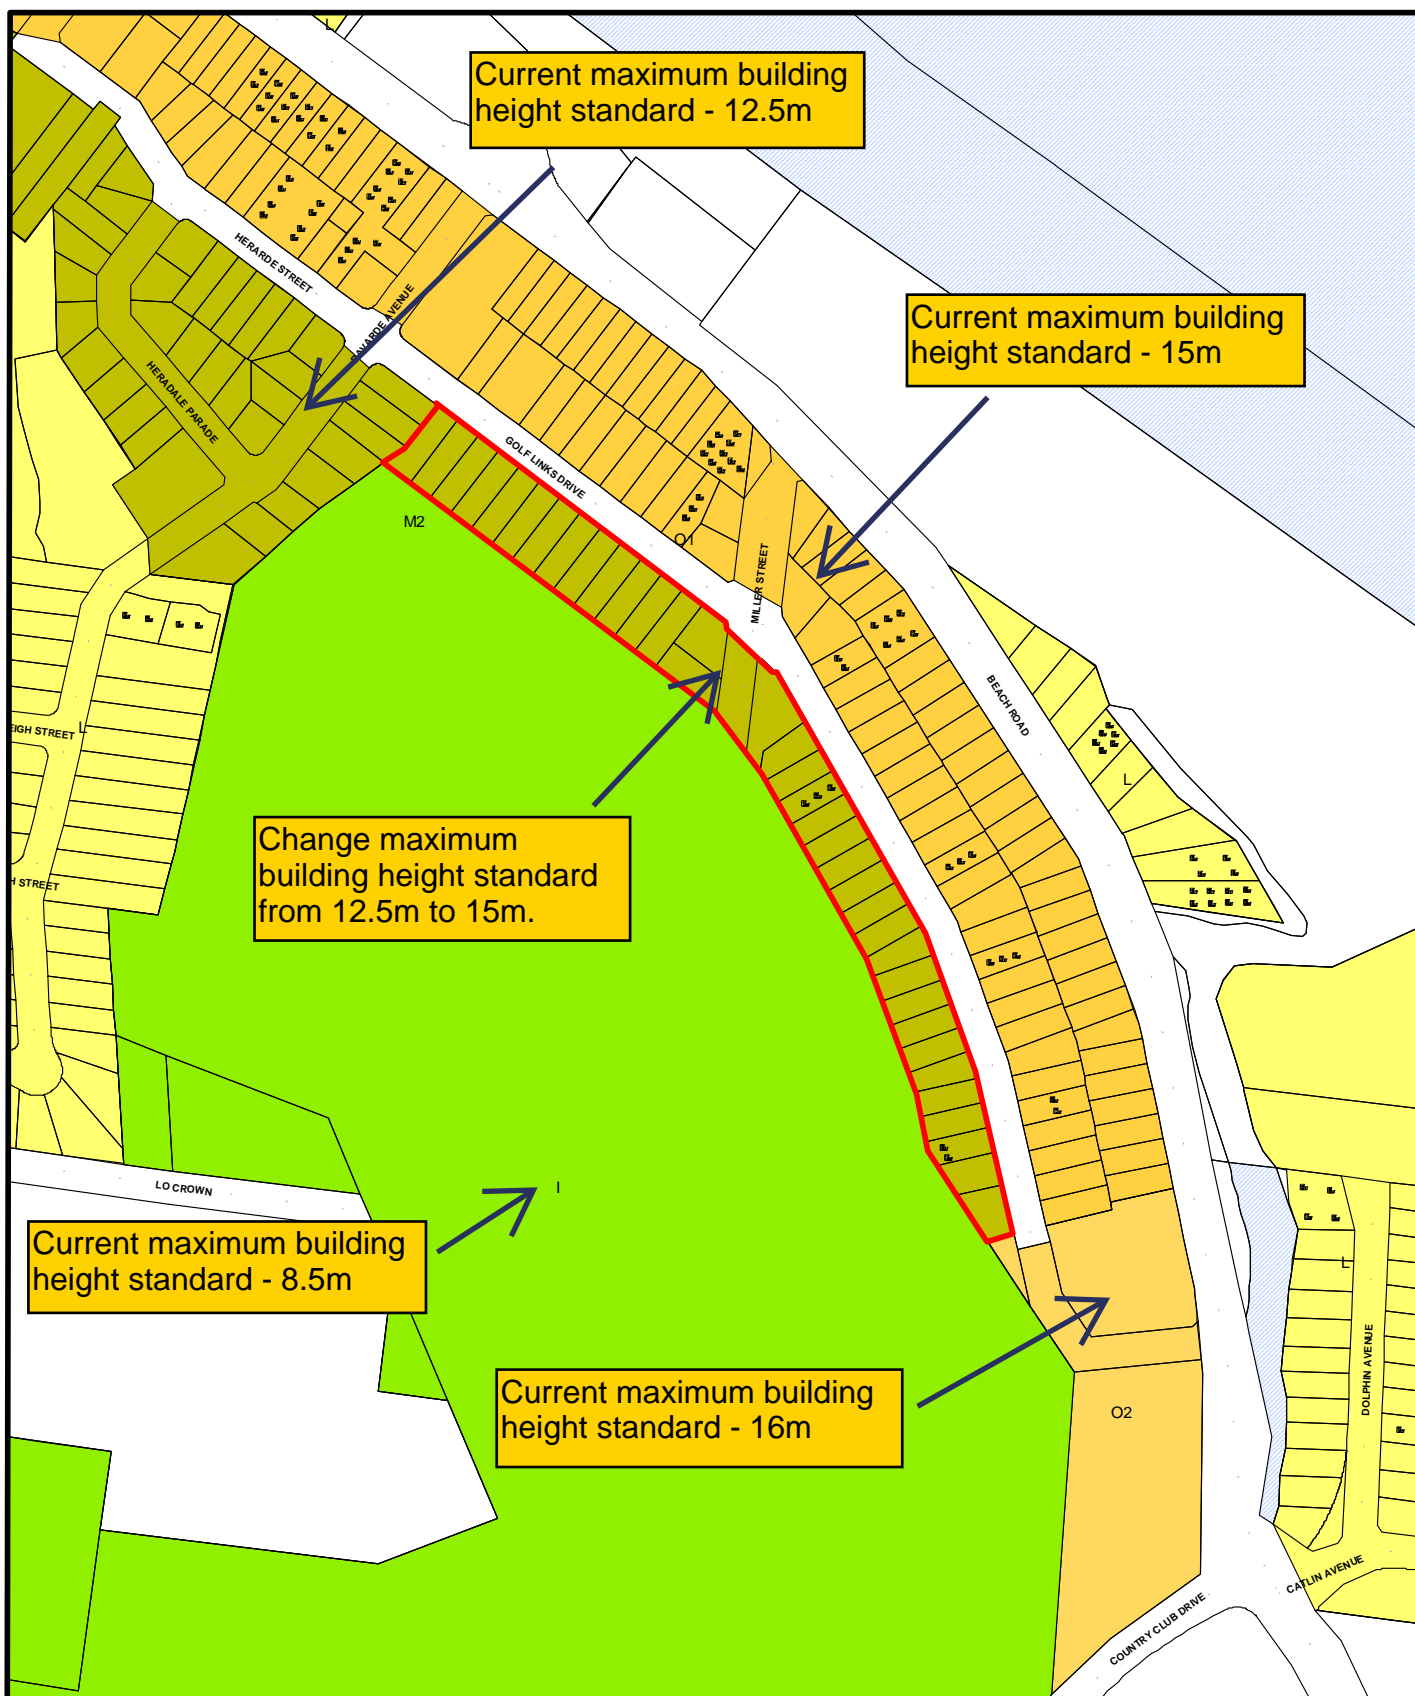 L
Current maximum building
height standard - 12.5m
HERARDE STREET
Current maximum building
height standard - 15m
HERADALE PARADE
GOLF LINKS DRIVE
M2
O1
MILLER STREET
BEACH ROAD
L
STREET
L
Change maximum
building height standard
from 12.5m to 15m.
STREET
LO CROWN
I
Current maximum building
height standard - 8.5m
L
Current maximum building
height standard - 16m
DOLPHIN AVENUE
O2
CATLIN AVENUE
COUNTRY CLUB DRIVE